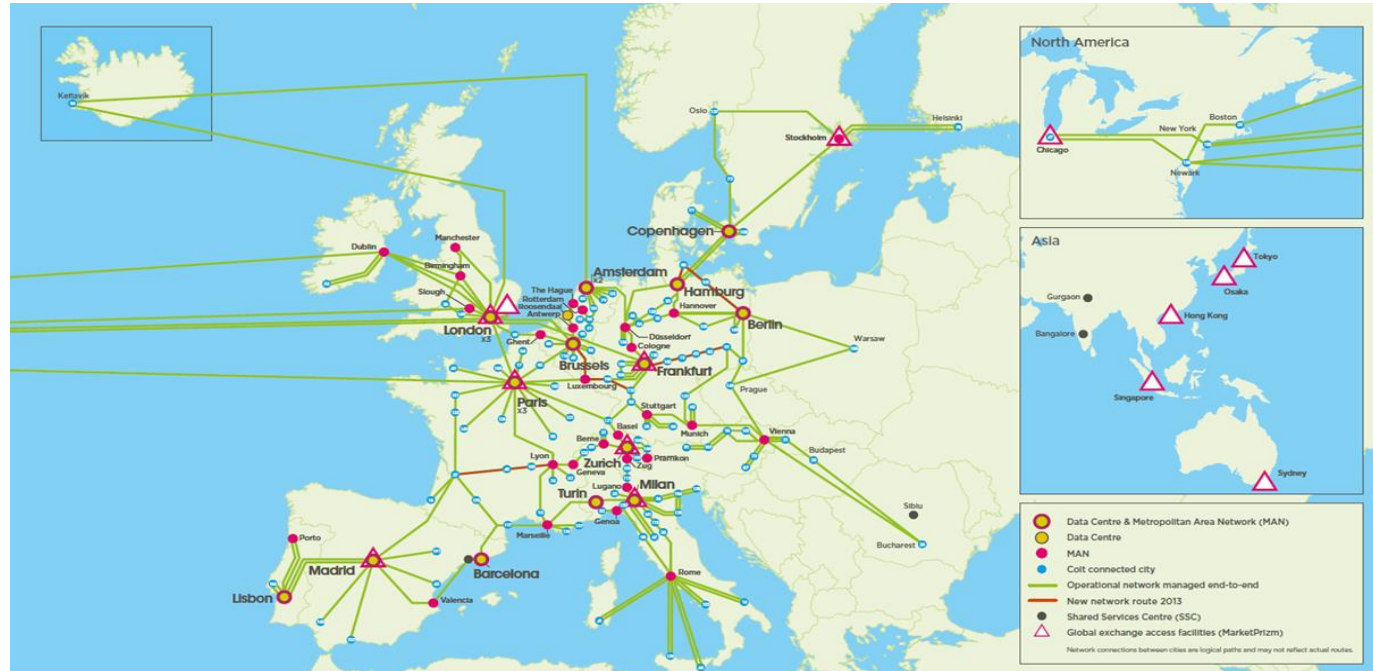 Keflavik
Oslo
Helsinki
Stockholm
Copenhagen
Dublin
Manchester
Birmingham
Slough
London
x3
Amsterdam
x2
The Hague
Rotterdam
Roosendaal
Antwerp
Hamburg
Hannover
Berlin
Ghent
Düsseldorf
Cologne
Warsaw
Brussels
Luxembourg
Frankfurt
Prague
Paris
x3
Stuttgart
Munich
Vienna
Budapest
Basel
Berne
Zurich
Zug
Lyon
Geneva
Lugano
Milan
Turin
Genoa
Marseille
Sibiu
Bucharest
Porto
Madrid
Barcelona
Lisbon
Valencia
Rome
North America
Boston
New York
Chicago
Newark
Asia
Tokyo
Osaka
Gurgaon
Hong Kong
Bangalore
Singapore
Sydney
Data Centre & Metropolitan Area Network (MAN)
Data Centre
MAN
Colt connected city
Operational network managed end-to-end
New network route 2013
Shared Services Centre (SSC)
Global exchange access facilities (MarketPrizm)
Network connections between cities are logical paths and may not reflect actual routes.